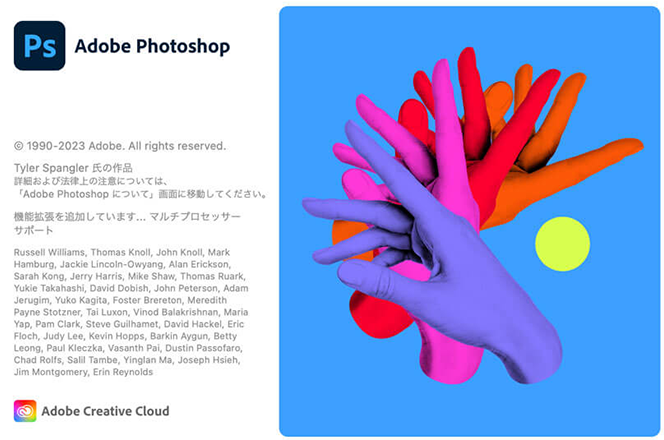 Ps Adobe Photoshop
© 1990-2023 Adobe. All rights reserved.
Tyler Spangler 氏の作品
詳細および法律上の注意については、
「Adobe Photoshop について」画面に移動してください。
機能拡張を追加しています... マルチプロセッサー
サポート
Russell Williams, Thomas Knoll, John Knoll, Mark
Hamburg, Jackie Lincoln-Owyang, Alan Erickson,
Sarah Kong, Jerry Harris, Mike Shaw, Thomas Ruark,
Yukie Takahashi, David Dobish, John Peterson, Adam
Jerugim, Yuko Kagita, Foster Brereton, Meredith
Payne Stotzner, Tai Luxon, Vinod Balakrishnan, Maria
Yap, Pam Clark, Steve Guilhamet, David Hackel, Eric
Floch, Judy Lee, Kevin Hopps, Barkin Aygun, Betty
Leong, Paul Kleczka, Vasanth Pai, Dustin Passofaro,
Chad Rolfs, Salil Tambe, Yinglan Ma, Joseph Hsieh,
Jim Montgomery, Erin Reynolds
Adobe Creative Cloud